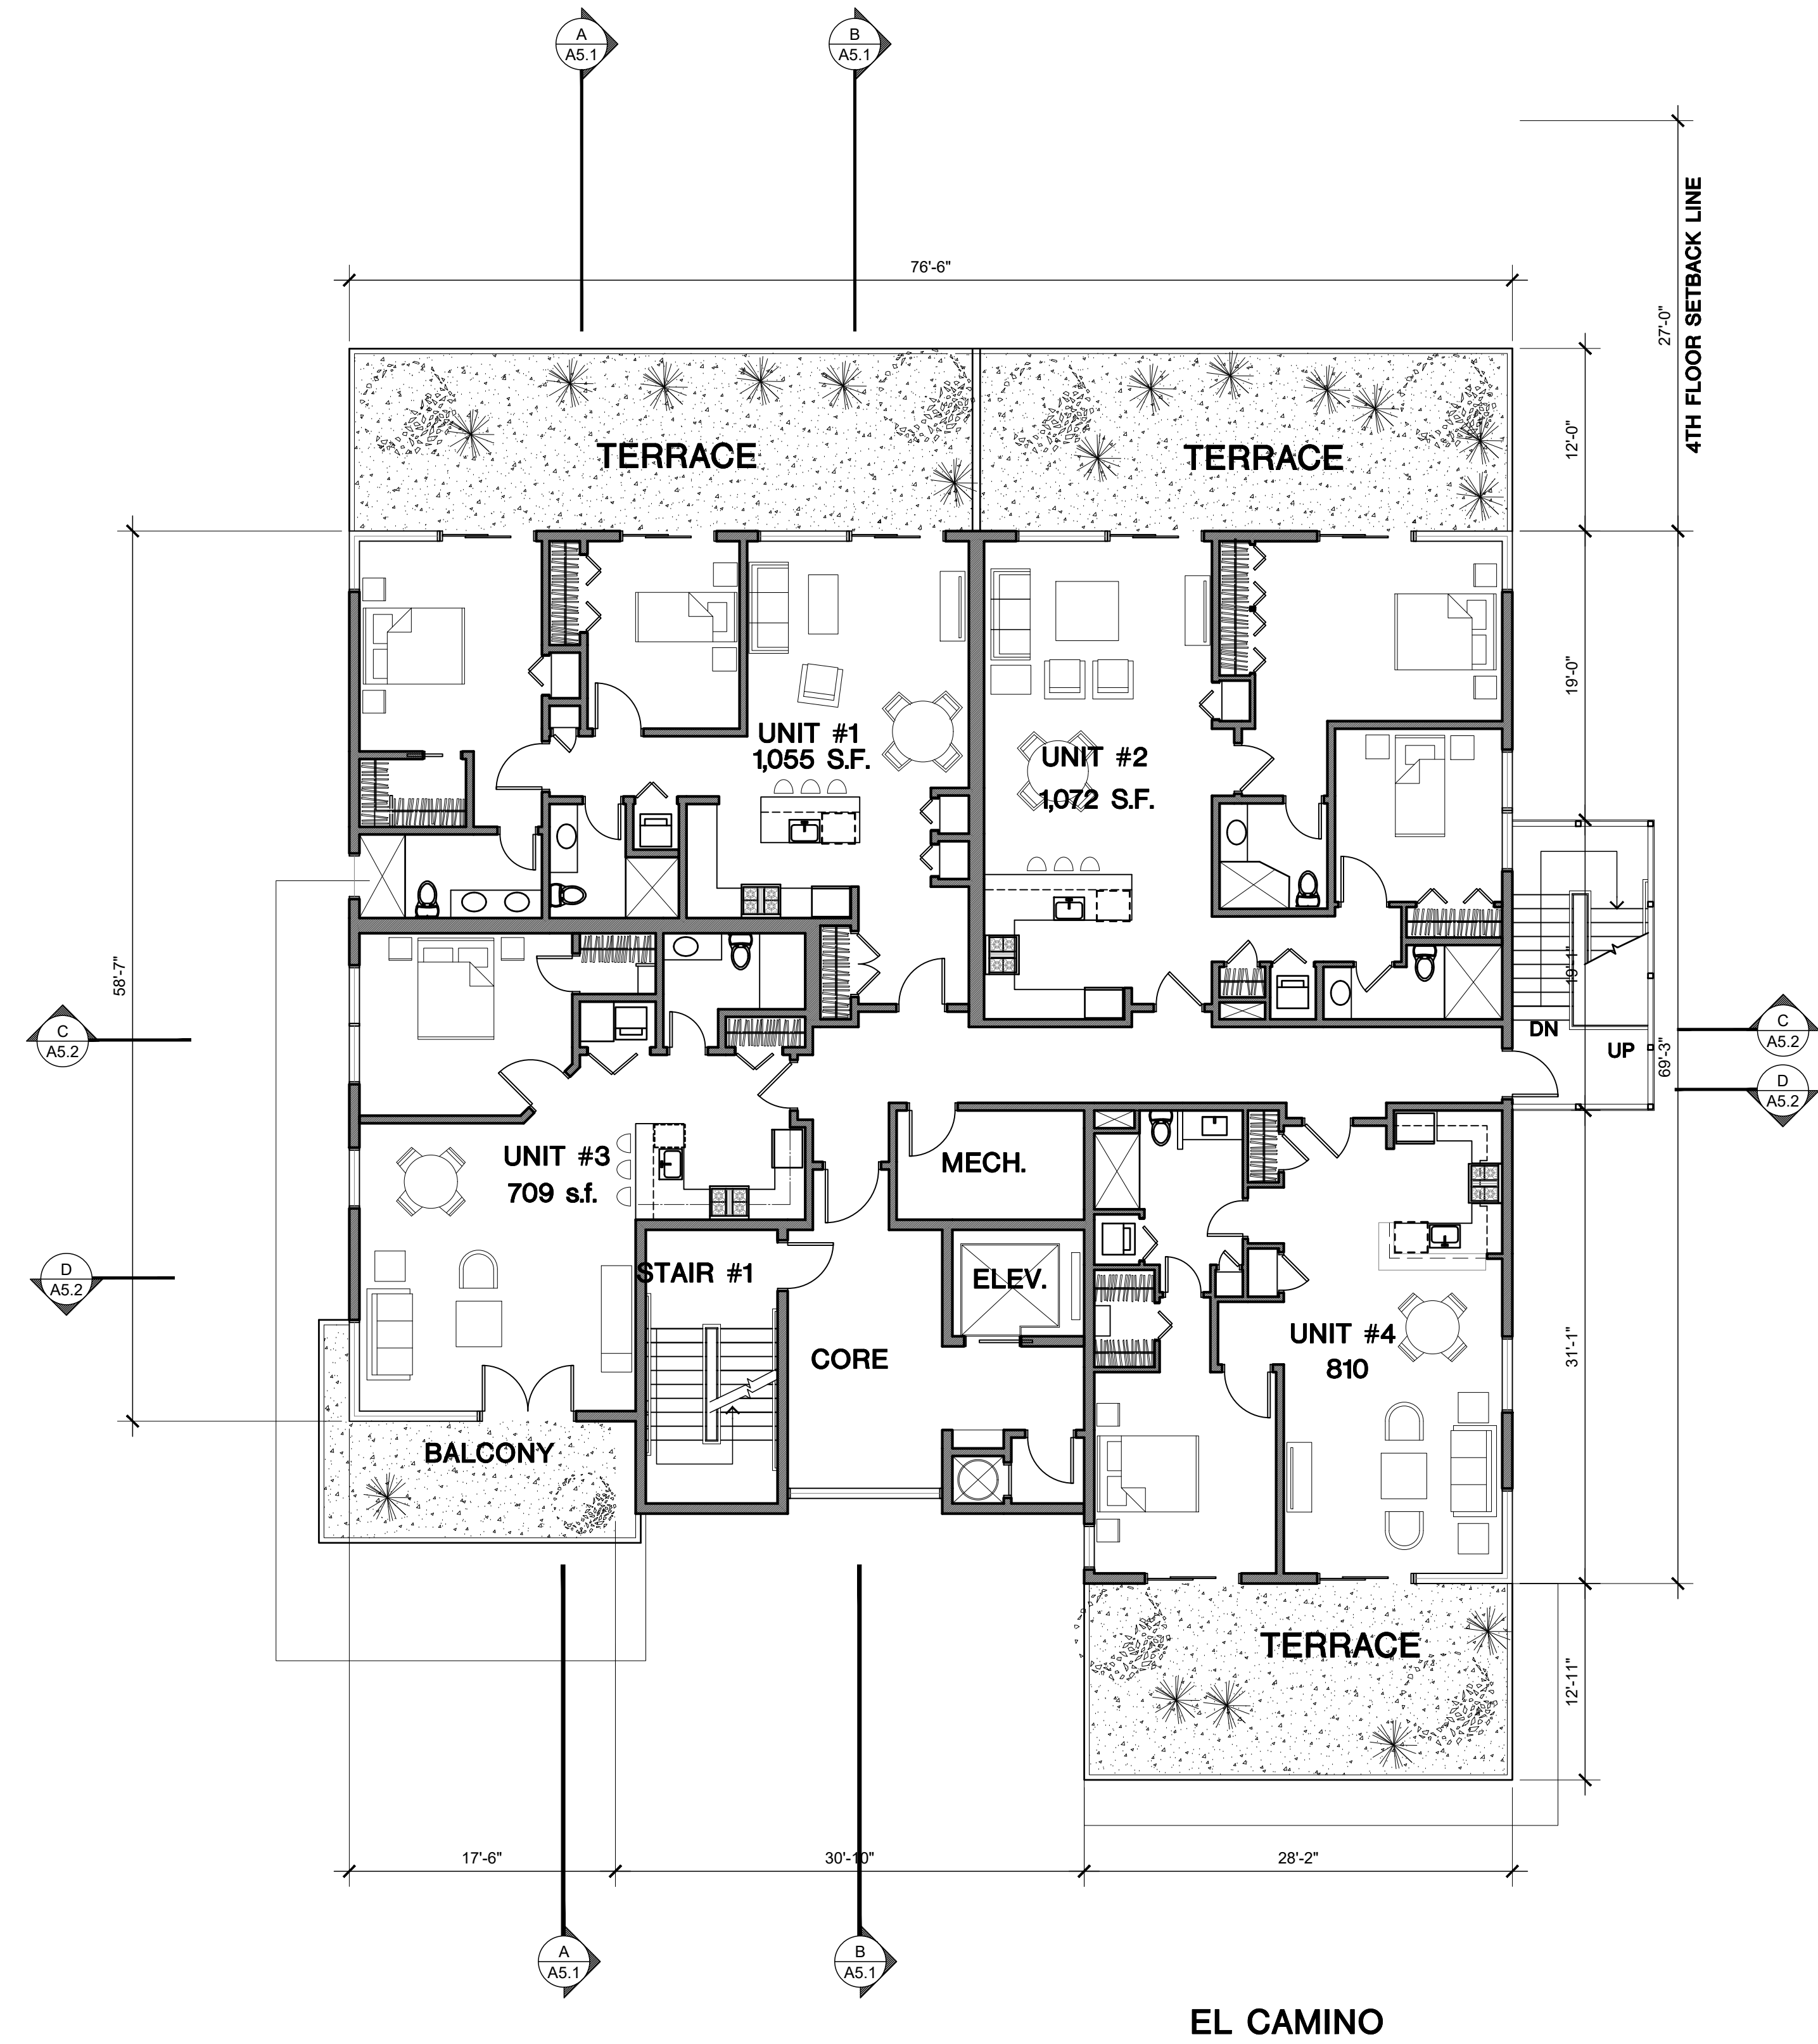 A
A5.1
B
A5.1
4TH FLOOR SETBACK LINE
27'-0"
76'-6"
12'-0"
TERRACE
TERRACE
19'-0"
UNIT #1
1,055 S.F.
UNIT #2
1,072 S.F.
58'-7"
19'-1"
C
A5.2
DN
UP
C
A5.2
69'-3"
D
A5.2
UNIT #3
709 s.f.
MECH.
D
A5.2
STAIR #1
ELEV.
CORE
UNIT #4
810
31'-1"
BALCONY
TERRACE
12'-11"
17'-6"
30'-10"
28'-2"
A
A5.1
B
A5.1
EL CAMINO